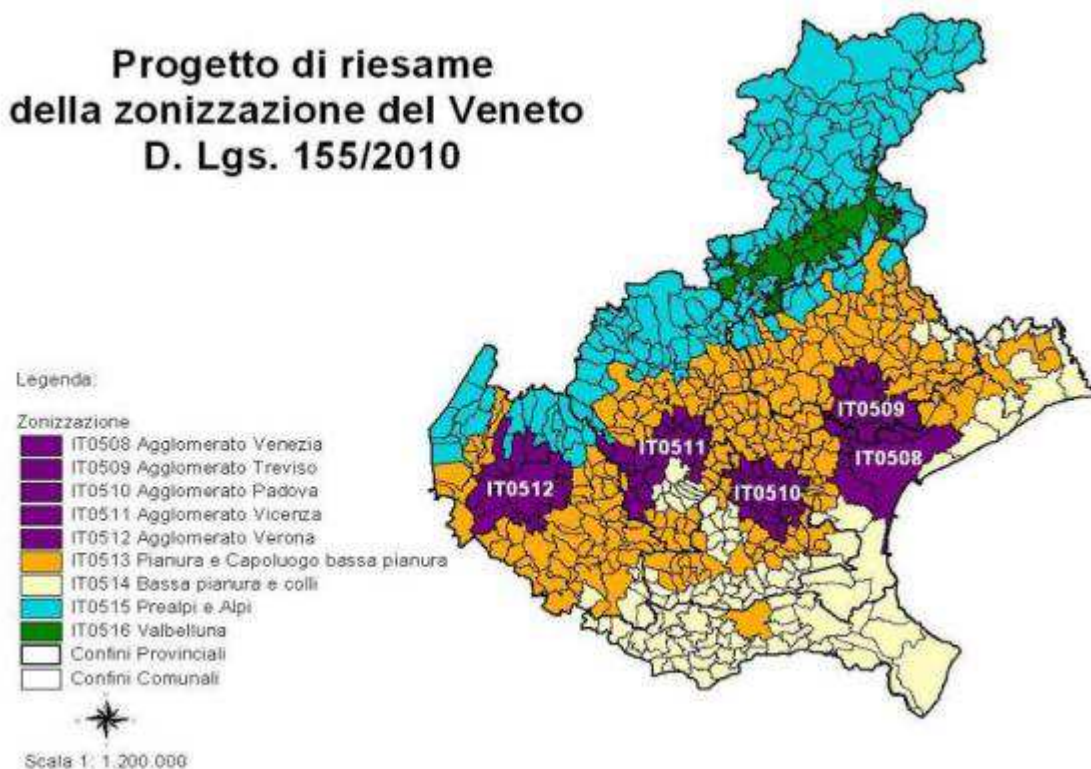 Progetto di riesame
della zonizzazione del Veneto
D. Lgs. 155/2010
Legenda:
Zonizzazione
IT0508 Agglomerato Venezia
IT0509 Agglomerato Treviso
IT0510 Agglomerato Padova
IT0511 Agglomerato Vicenza
IT0512 Agglomerato Verona
IT0513 Pianura e Capoluogo bassa pianura
IT0514 Bassa pianura e colli
IT0515 Prealpi e Alpi
IT0516 Valbelluna
Confini Provinciali
Confini Comunali
Scala 1: 1.200.000
IT0509
IT0511
IT0508
IT0512
IT0510